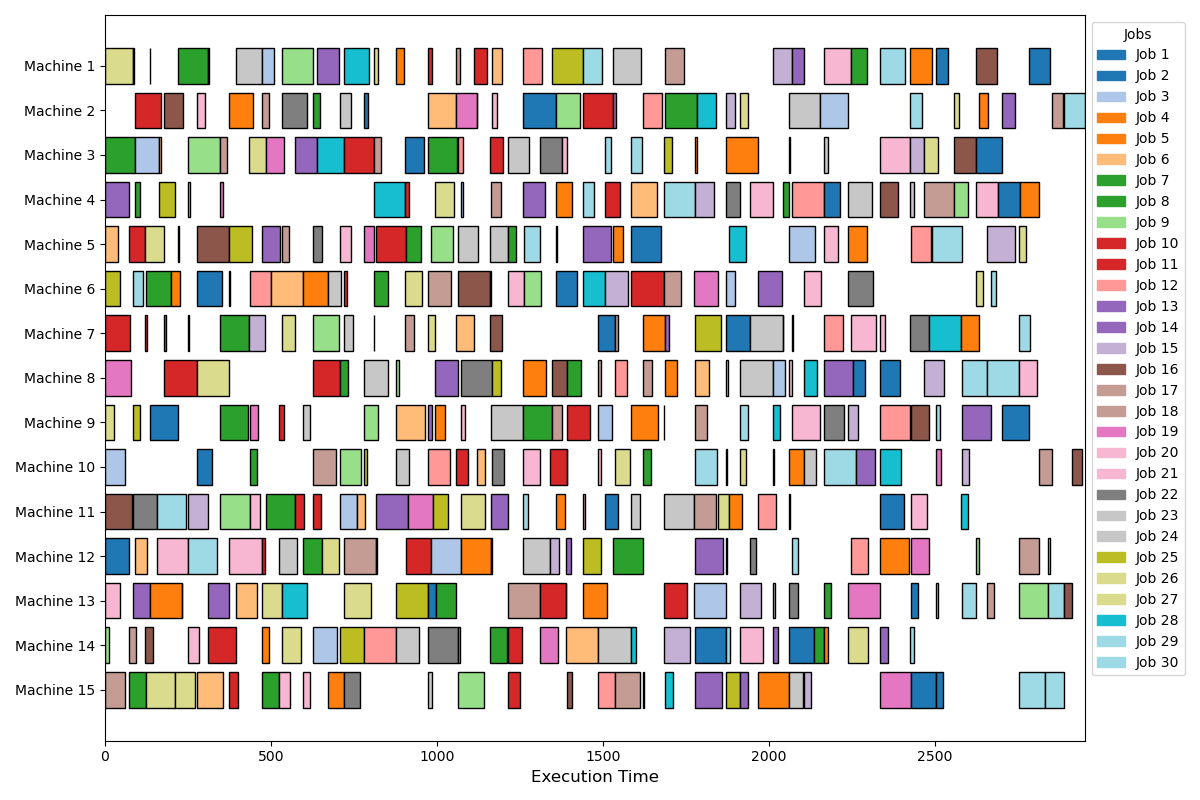 Machine 1
Machine 2
Machine 3
Machine 4
Machine 5
Machine 6
Machine 7
Machine 8
Machine 9
Machine 10
Machine 11
Machine 12
Machine 13
Machine 14
Machine 15
0 500 1000 1500 2000 2500
Execution Time
Jobs
Job 1
Job 2
Job 3
Job 4
Job 5
Job 6
Job 7
Job 8
Job 9
Job 10
Job 11
Job 12
Job 13
Job 14
Job 15
Job 16
Job 17
Job 18
Job 19
Job 20
Job 21
Job 22
Job 23
Job 24
Job 25
Job 26
Job 27
Job 28
Job 29
Job 30